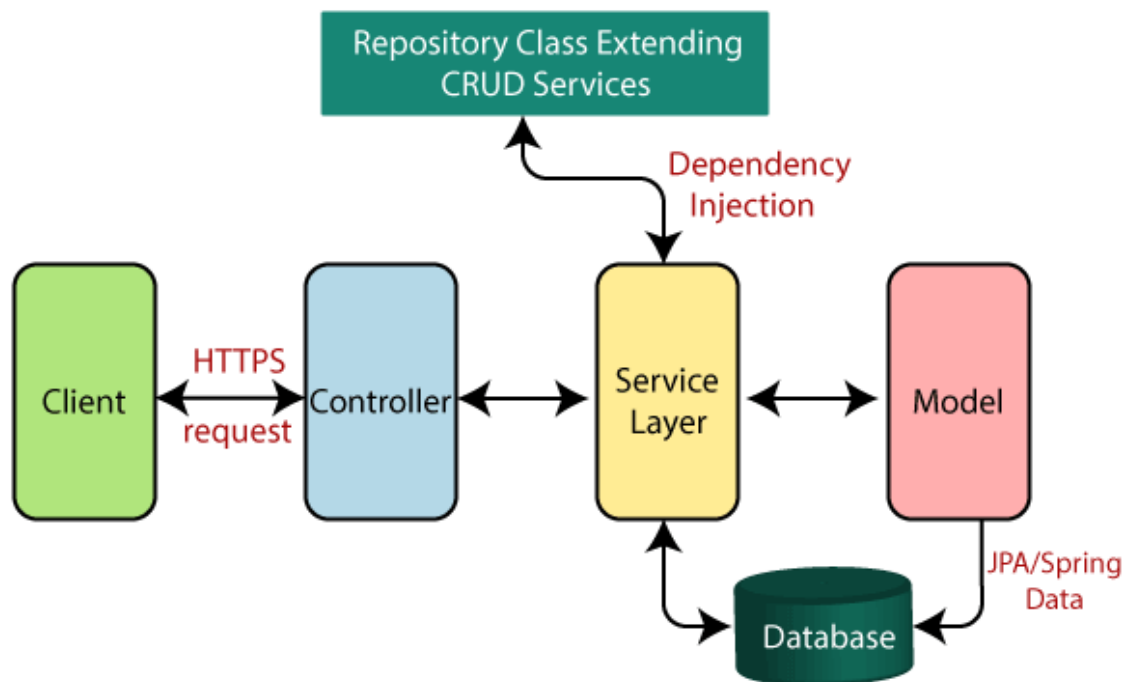 Repository Class Extending
CRUD Services
Dependency
Injection
Client
HTTPS
request
Controller
Service
Layer
Model
JPA/Spring
Data
Database